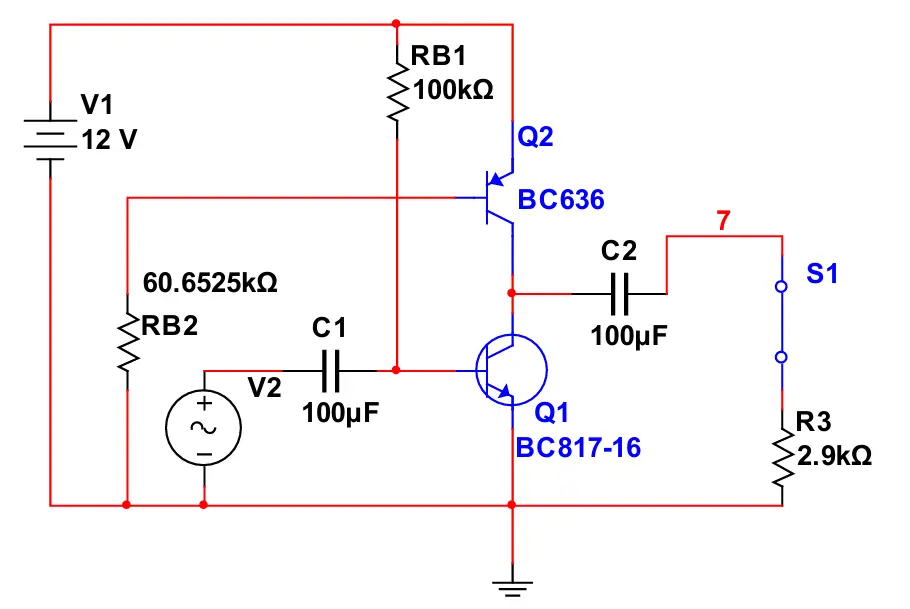 RB1
100kΩ
V1
12 V
Q2
BC636
7
C2
S1
60.6525kΩ
RB2
C1
100µF
V2
100µF
Q1
BC817-16
R3
2.9kΩ